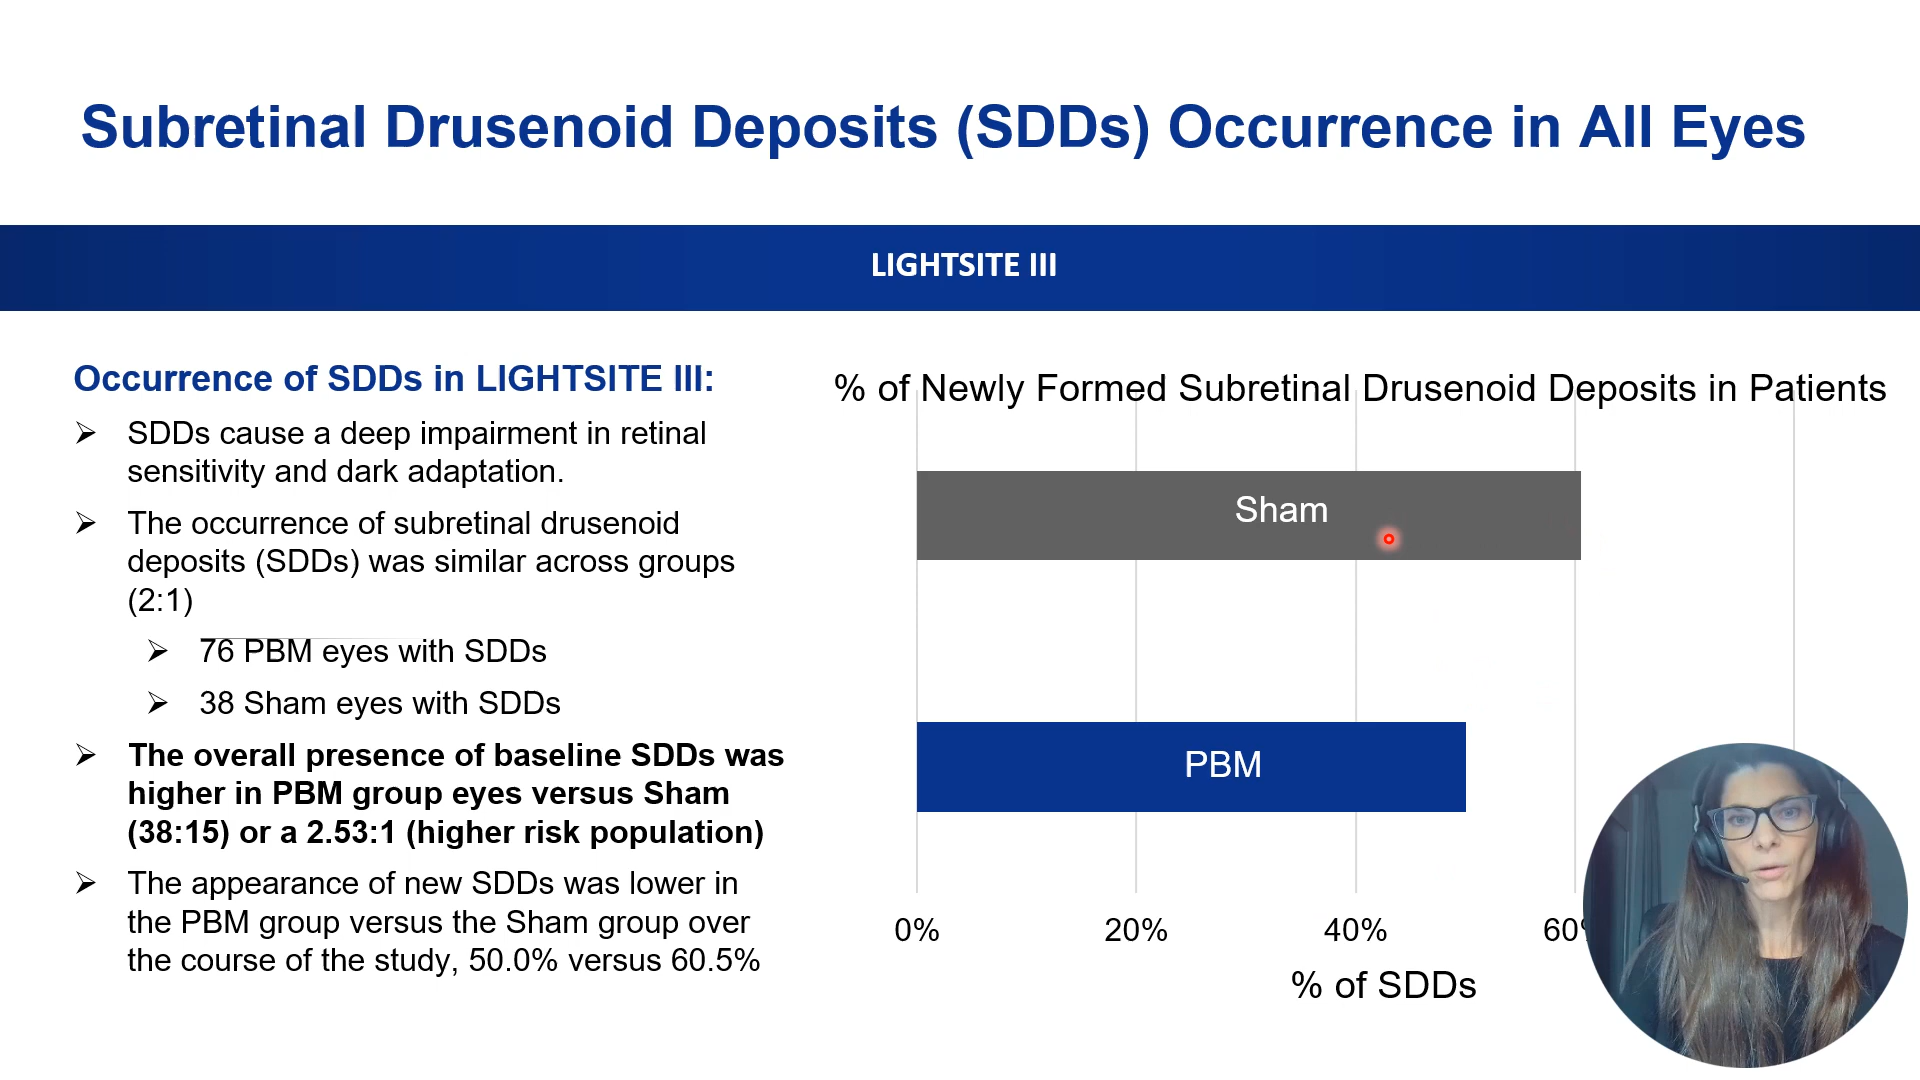 Subretinal Drusenoid Deposits (SDDs) Occurrence in All Eyes
LIGHTSITE III
Occurrence of SDDs in LIGHTSITE III:
SDDs cause a deep impairment in retinal
sensitivity and dark adaptation.
The occurrence of subretinal drusenoid
deposits (SDDs) was similar across groups
(2:1)
76 PBM eyes with SDDs
38 Sham eyes with SDDs
The overall presence of baseline SDDs was
higher in PBM group eyes versus Sham
(38:15) or a 2.53:1 (higher risk population)
The appearance of new SDDs was lower in
the PBM group versus the Sham group over
the course of the study, 50.0% versus 60.5%
% of Newly Formed Subretinal Drusenoid Deposits in Patients
Sham
PBM
0% 20% 40% 60%
% of SDDs